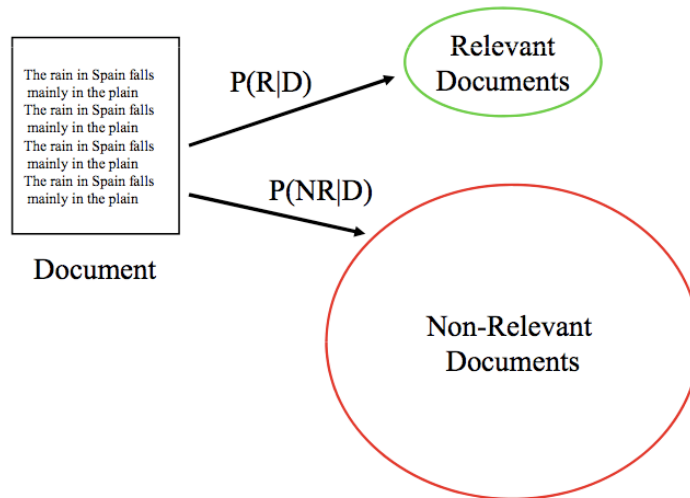 The rain in Spain falls
mainly in the plain
The rain in Spain falls
mainly in the plain
The rain in Spain falls
mainly in the plain
The rain in Spain falls
mainly in the plain
Document
P(R|D)
Relevant
Documents
P(NR|D)
Non-Relevant
Documents